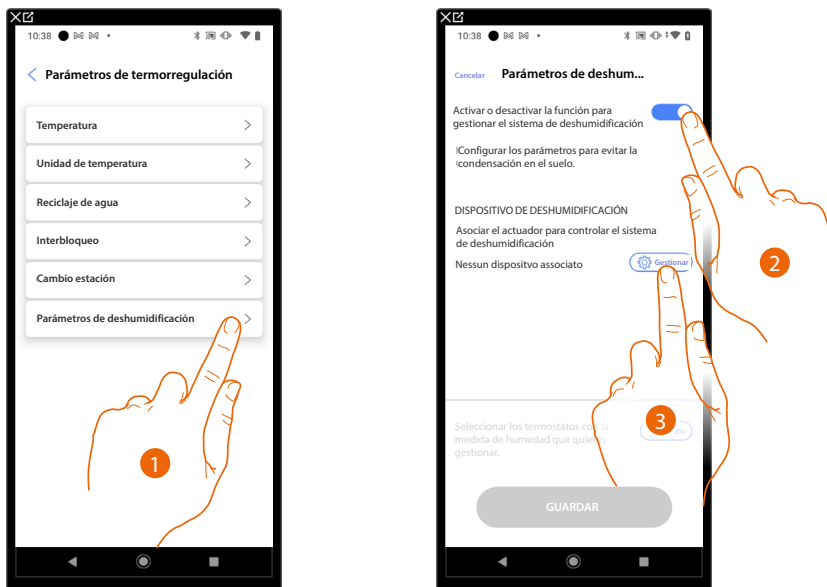 10:38
Parámetros de termorregulación
Temperatura
Unidad de temperatura
Reciclaje de agua
Interbloqueo
Cambio estación
Parámetros de deshumidificación
1
10:38
Cancelar Parámetros de deshum...
Activar o desactivar la función para
gestionar el sistema de deshumidificación
Configurar los parámetros para evitar la
condensación en el suelo.
DISPOSITIVO DE DESHUMIDIFICACIÓN
Asociar el actuador para controlar el sistema
de deshumidificación
Nessun dispositvo associato
Gestionar
2
3
Seleccionar los termostatos con la
medida de humedad que quieres
gestionar.
GUARDAR